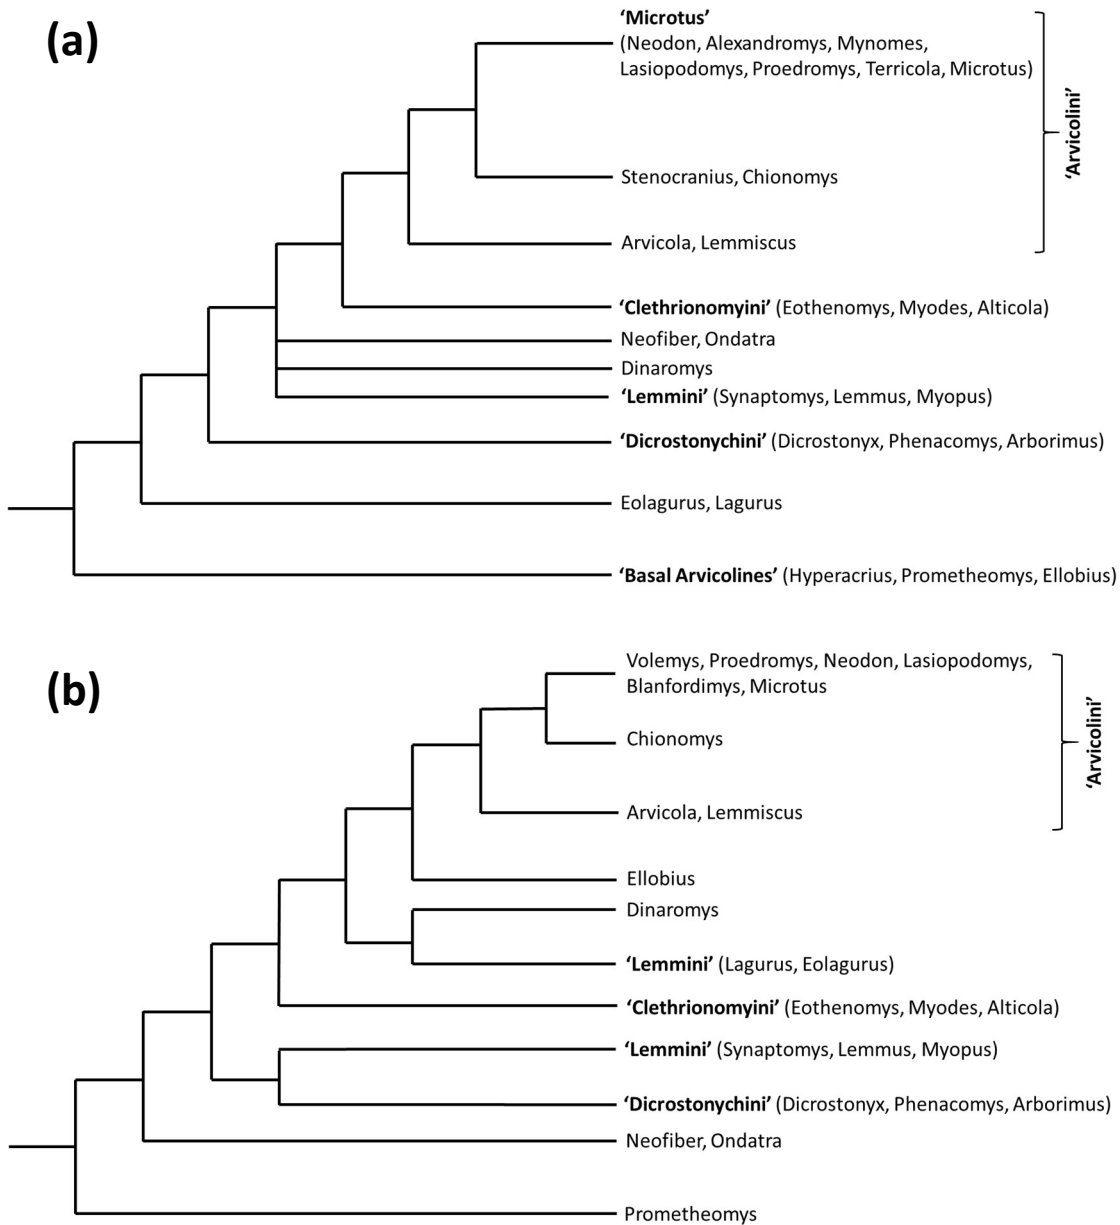 (a)
‘Microtus’
(Neodon, Alexandromys, Mynomes,
Lasiopodomys, Proedromys, Terricola, Microtus)
‘Arvicolini’
Stenocranius, Chionomys
Arvicola, Lemmiscus
‘Clethrionomyini’ (Eothenomys, Myodes, Alticola)
Neofiber, Ondatra
Dinaromys
‘Lemmini’ (Synaptomys, Lemmus, Myopus)
‘Dicrostonychini’ (Dicrostonyx, Phenacomys, Arborimus)
Eolagurus, Lagurus
‘Basal Arvicolines’ (Hyperacrius, Prometheomys, Ellobius)
(b)
Volemys, Proedromys, Neodon, Lasiopodomys,
Blanfordimys, Microtus
‘Arvicolini’
Chionomys
Arvicola, Lemmiscus
Ellobius
Dinaromys
‘Lemmini’ (Lagurus, Eolagurus)
‘Clethrionomyini’ (Eothenomys, Myodes, Alticola)
‘Lemmini’ (Synaptomys, Lemmus, Myopus)
‘Dicrostonychini’ (Dicrostonyx, Phenacomys, Arborimus)
Neofiber, Ondatra
Prometheomys